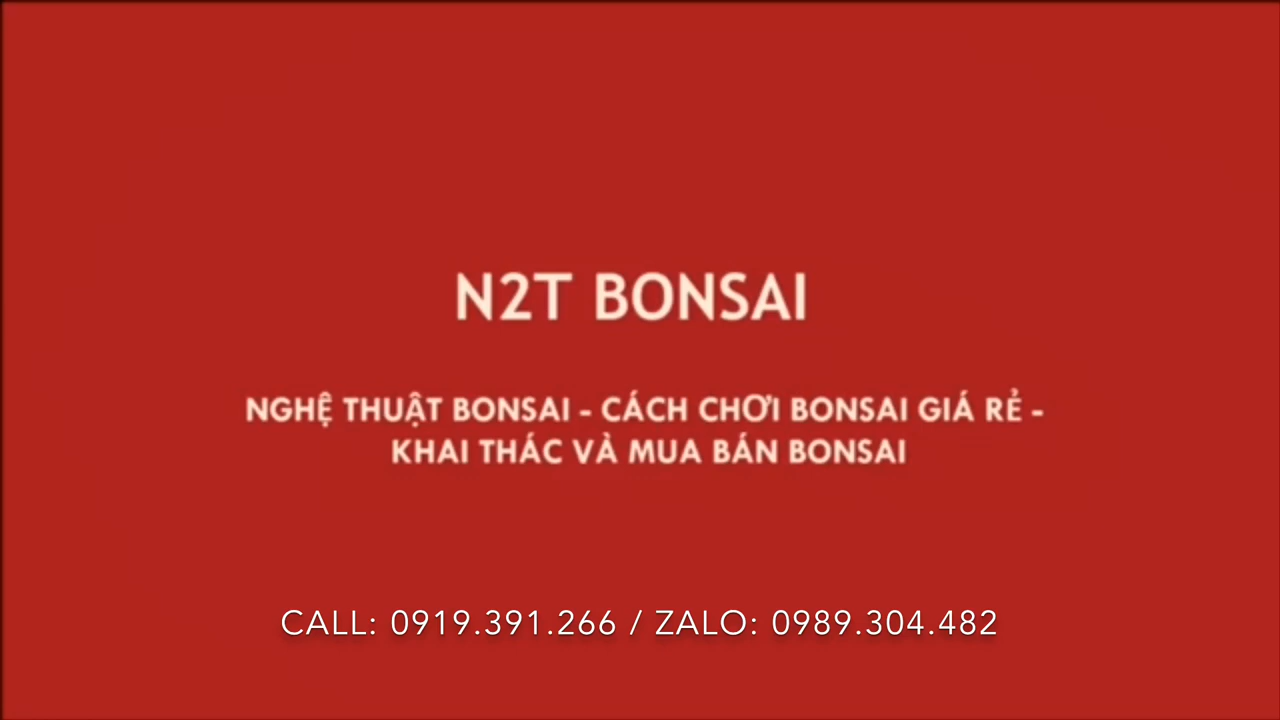 N2T BONSAI
NGHỆ THUẬT BONSAI - CÁCH CHƠI BONSAI GIÁ RẺ -
KHAI THÁC VÀ MUA BÁN BONSAI
CALL: 0919.391.266 / ZALO: 0989.304.482